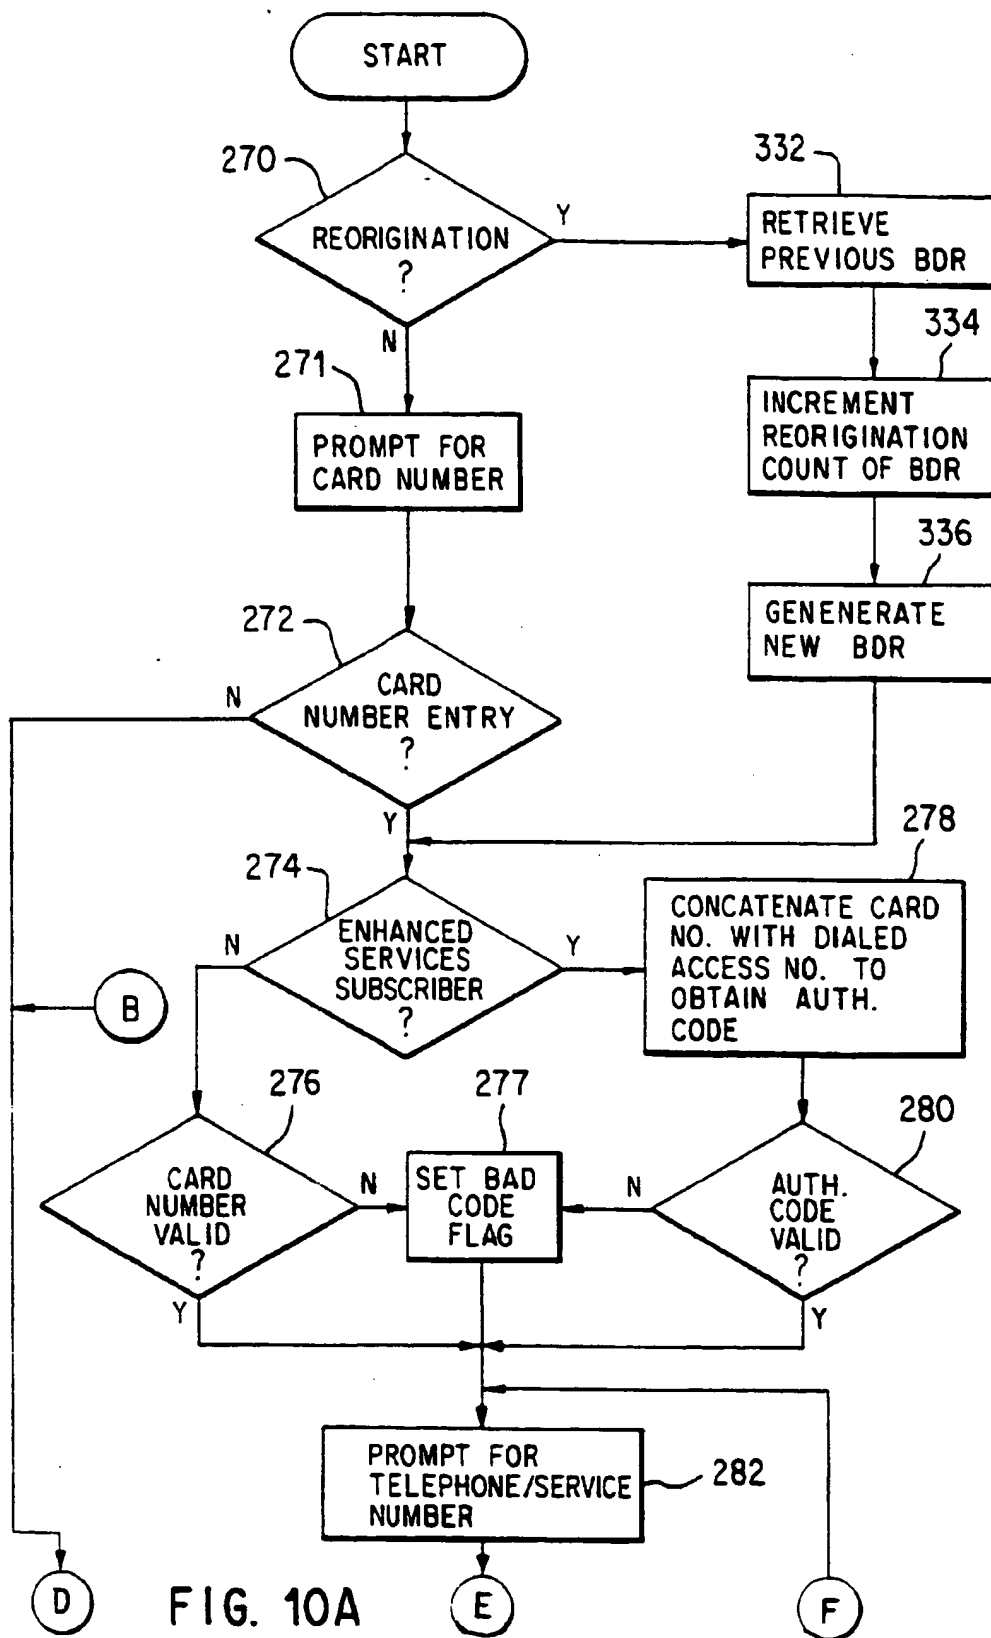 START
270
REORIGINATION
?
Y
N
332
RETRIEVE
PREVIOUS BDR
334
INCREMENT
REORIGINATION
COUNT OF BDR
336
GENENERATE
NEW BDR
271
PROMPT FOR
CARD NUMBER
272
CARD
NUMBER ENTRY
?
N
Y
274
ENHANCED
SERVICES
SUBSCRIBER
?
N
Y
278
CONCATENATE CARD
NO. WITH DIALED
ACCESS NO. TO
OBTAIN AUTH.
CODE
B
276
CARD
NUMBER
VALID
?
N
Y
277
SET BAD
CODE
FLAG
280
AUTH.
CODE
VALID
?
N
Y
PROMPT FOR
TELEPHONE/SERVICE
NUMBER
282
D
FIG. 10A
E
F